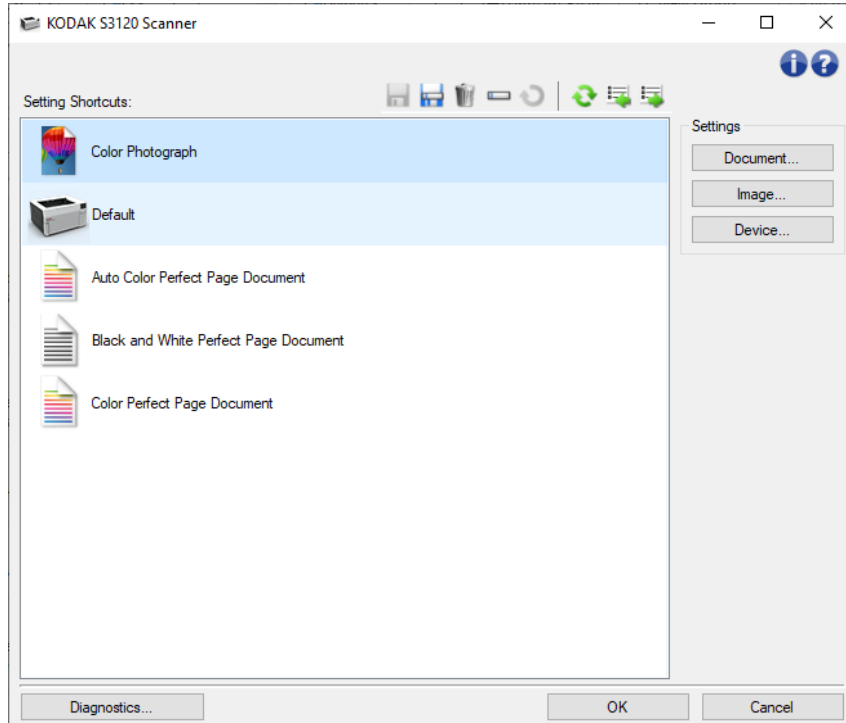 KODAK S3120 Scanner
Setting Shortcuts:
Color Photograph
Default
Auto Color Perfect Page Document
Black and White Perfect Page Document
Color Perfect Page Document
Settings
Document...
Image...
Device...
Diagnostics...
OK
Cancel